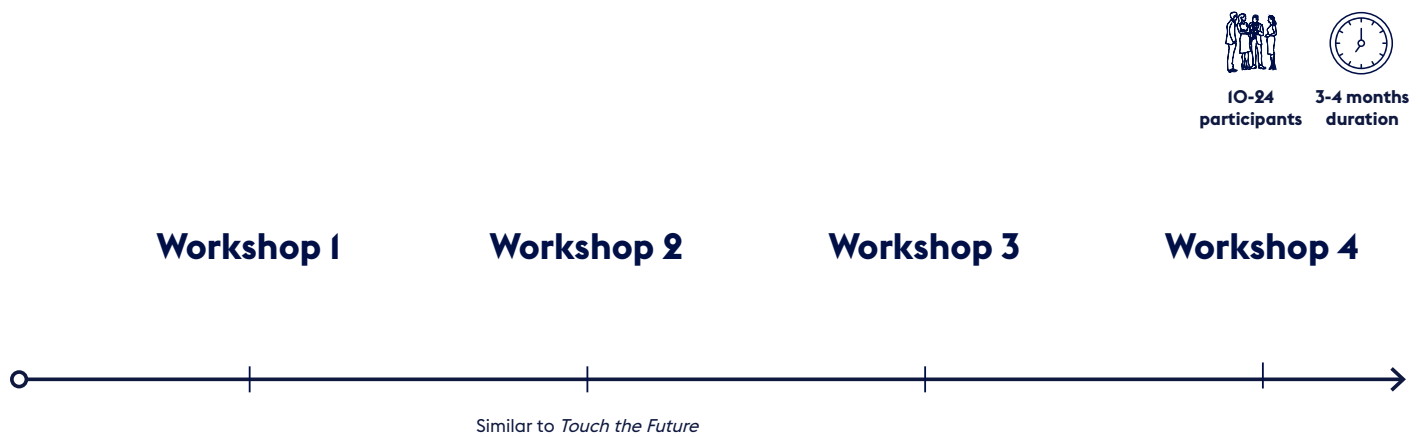 10-24
participants
3-4 months
duration
Workshop 1
Workshop 2
Workshop 3
Workshop 4
Similar to Touch the Future